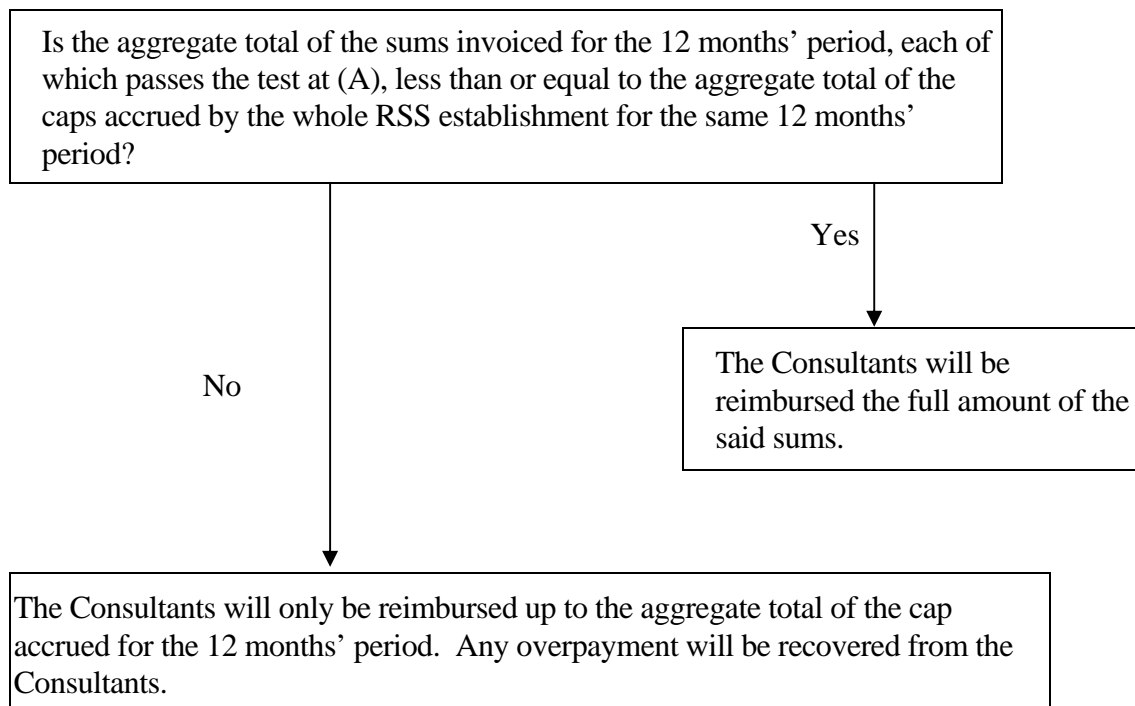 Is the aggregate total of the sums invoiced for the 12 months’ period, each of
which passes the test at (A), less than or equal to the aggregate total of the
caps accrued by the whole RSS establishment for the same 12 months’
period?
Yes
No
The Consultants will be
reimbursed the full amount of the
said sums.
The Consultants will only be reimbursed up to the aggregate total of the cap
accrued for the 12 months’ period.  Any overpayment will be recovered from the
Consultants.